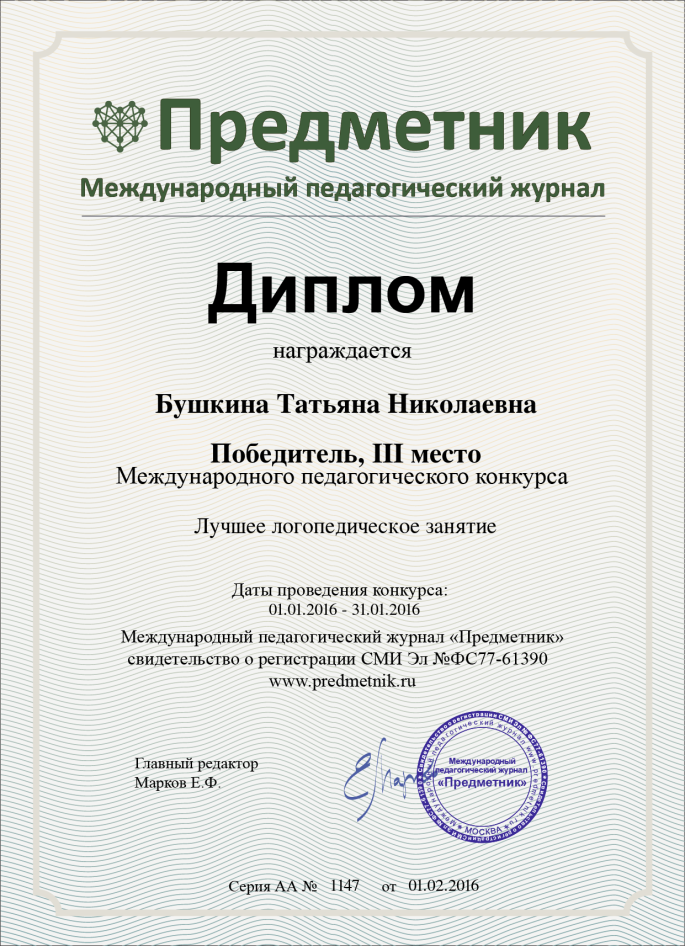 Предметник
Международный педагогический журнал
Диплом
награждается
Бушкина Татьяна Николаевна
Победитель, III место
Международного педагогического конкурса
Лучшее логопедическое занятие
Даты проведения конкурса:
01.01.2016 - 31.01.2016
Международный педагогический журнал «Предметник»
свидетельство о регистрации СМИ Эл №ФС77-61390
www.predmetnik.ru
Главный редактор
Марков Е.Ф.
Международный
педагогический журнал
«Предметник»
МОСКВА
Серия АА № 1147 от 01.02.2016